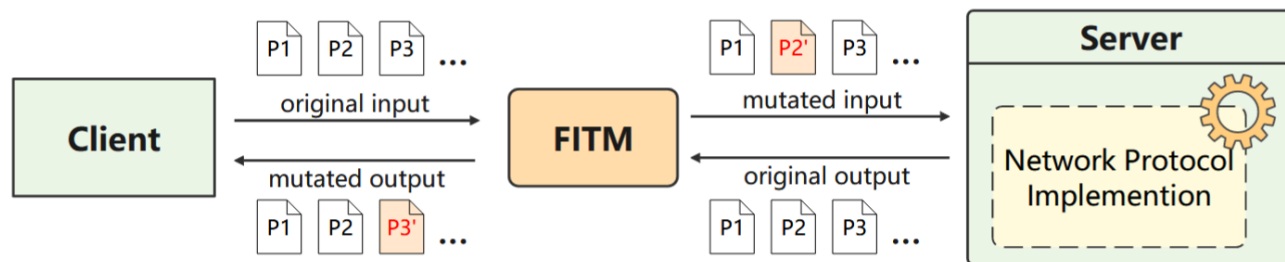 P1 P2 P3 ...
original input
Client
mutated output
P1 P2 P3' ...
FITM
P1 P2' P3 ...
mutated input
original output
P1 P2 P3 ...
Server
Network Protocol
Implemention